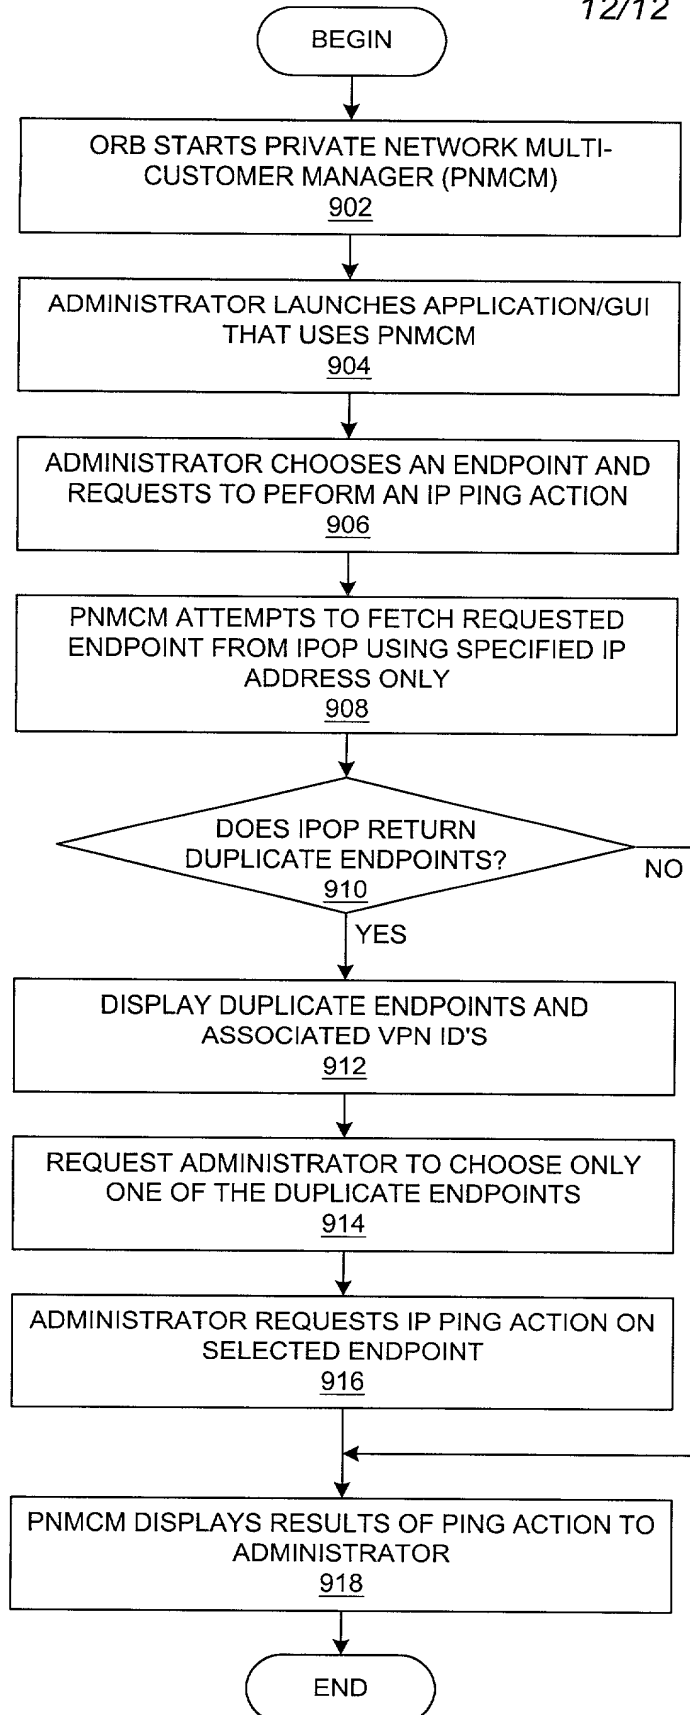 12/12
BEGIN
ORB STARTS PRIVATE NETWORK MULTI-
CUSTOMER MANAGER (PNMCM)
902
ADMINISTRATOR LAUNCHES APPLICATION/GUI
THAT USES PNMCM
904
ADMINISTRATOR CHOOSES AN ENDPOINT AND
REQUESTS TO PEFORM AN IP PING ACTION
906
PNMCM ATTEMPTS TO FETCH REQUESTED
ENDPOINT FROM IPOP USING SPECIFIED IP
ADDRESS ONLY
908
DOES IPOP RETURN
DUPLICATE ENDPOINTS?
910
NO
YES
DISPLAY DUPLICATE ENDPOINTS AND
ASSOCIATED VPN ID'S
912
REQUEST ADMINISTRATOR TO CHOOSE ONLY
ONE OF THE DUPLICATE ENDPOINTS
914
ADMINISTRATOR REQUESTS IP PING ACTION ON
SELECTED ENDPOINT
916
PNMCM DISPLAYS RESULTS OF PING ACTION TO
ADMINISTRATOR
918
END